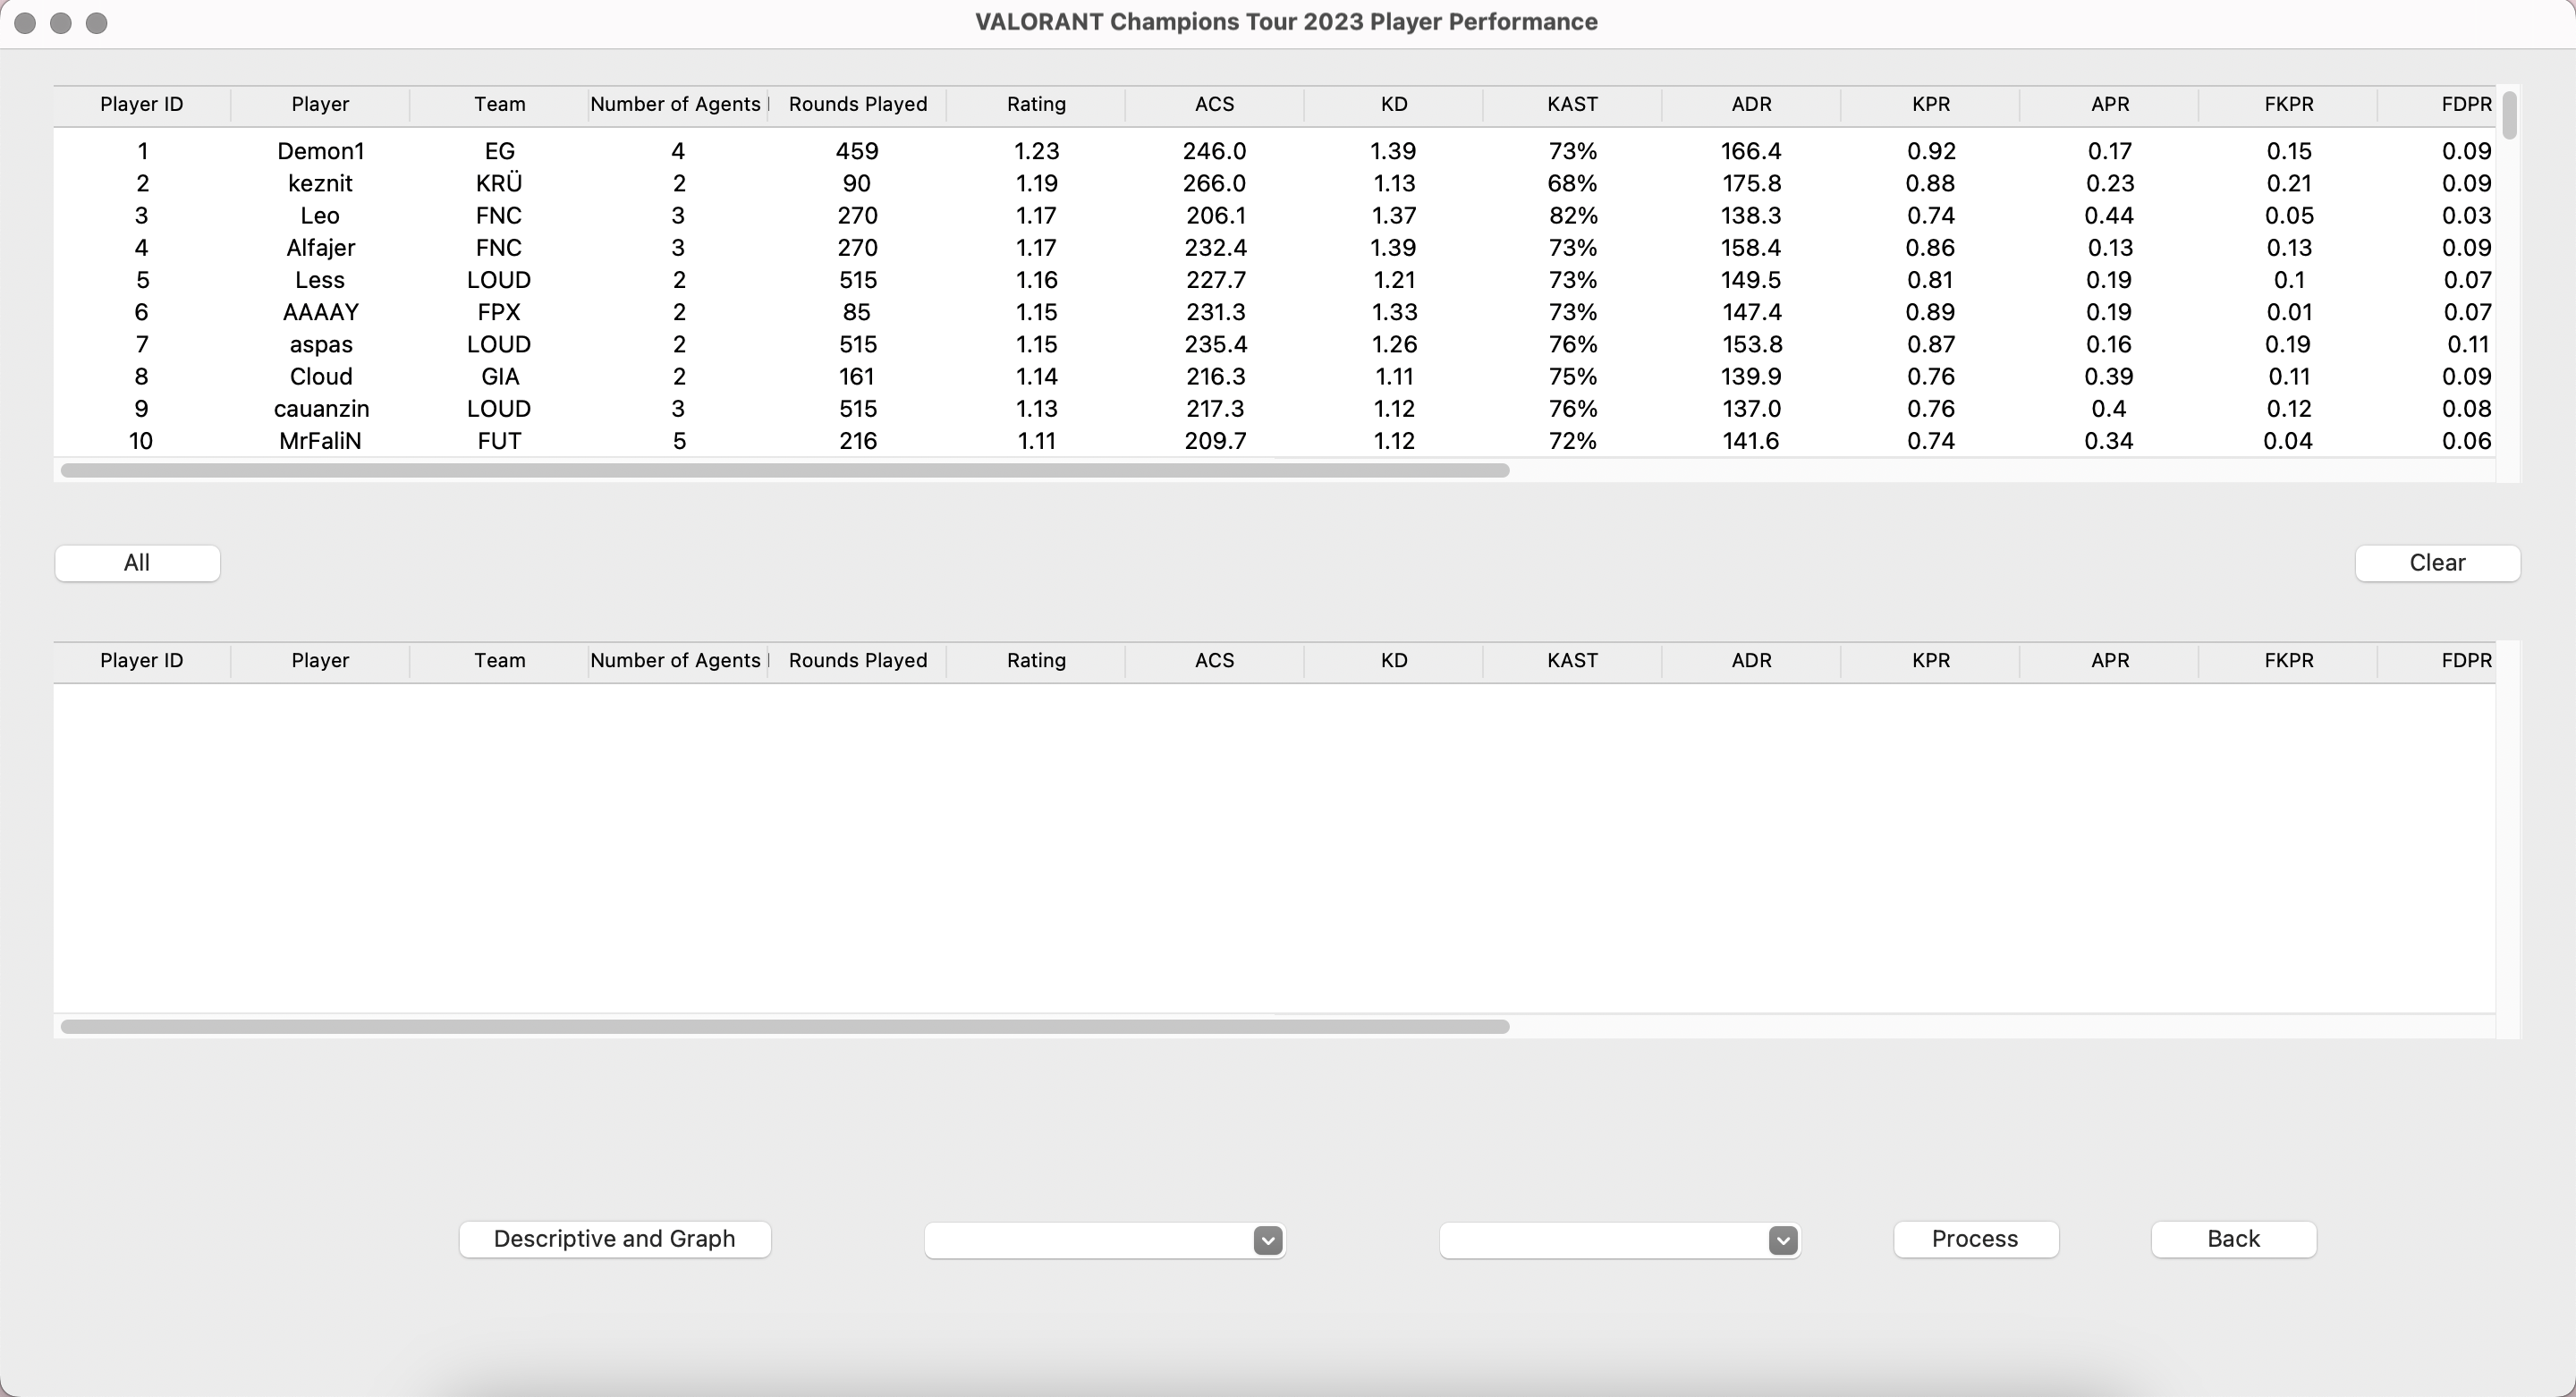 VALORANT Champions Tour 2023 Player Performance
Player ID Player Team Number of Agents Rounds Played Rating ACS KD KAST ADR KPR APR FKPR FDPR
1 Demon1 EG 4 459 1.23 246.0 1.39 73% 166.4 0.92 0.17 0.15 0.09
2 keznit KRÜ 2 90 1.19 266.0 1.13 68% 175.8 0.88 0.23 0.21 0.09
3 Leo FNC 3 270 1.17 206.1 1.37 82% 138.3 0.74 0.44 0.05 0.03
4 Alfajer FNC 3 270 1.17 232.4 1.39 73% 158.4 0.86 0.13 0.13 0.09
5 Less LOUD 2 515 1.16 227.7 1.21 73% 149.5 0.81 0.19 0.1 0.07
6 AAAAY FPX 2 85 1.15 231.3 1.33 73% 147.4 0.89 0.19 0.01 0.07
7 aspas LOUD 2 515 1.15 235.4 1.26 76% 153.8 0.87 0.16 0.19 0.11
8 Cloud GIA 2 161 1.14 216.3 1.11 75% 139.9 0.76 0.39 0.11 0.09
9 cauanzin LOUD 3 515 1.13 217.3 1.12 76% 137.0 0.76 0.4 0.12 0.08
10 MrFaliN FUT 5 216 1.11 209.7 1.12 72% 141.6 0.74 0.34 0.04 0.06
All Clear
Player ID Player Team Number of Agents Rounds Played Rating ACS KD KAST ADR KPR APR FKPR FDPR
Descriptive and Graph Process Back